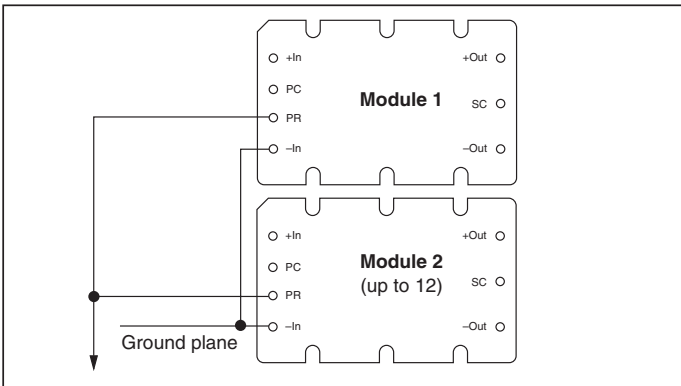 +In
+Out
PC
Module 1
SC
PR
–In
–Out
+In
+Out
PC
Module 2
(up to 12)
SC
PR
–In
–Out
Ground plane